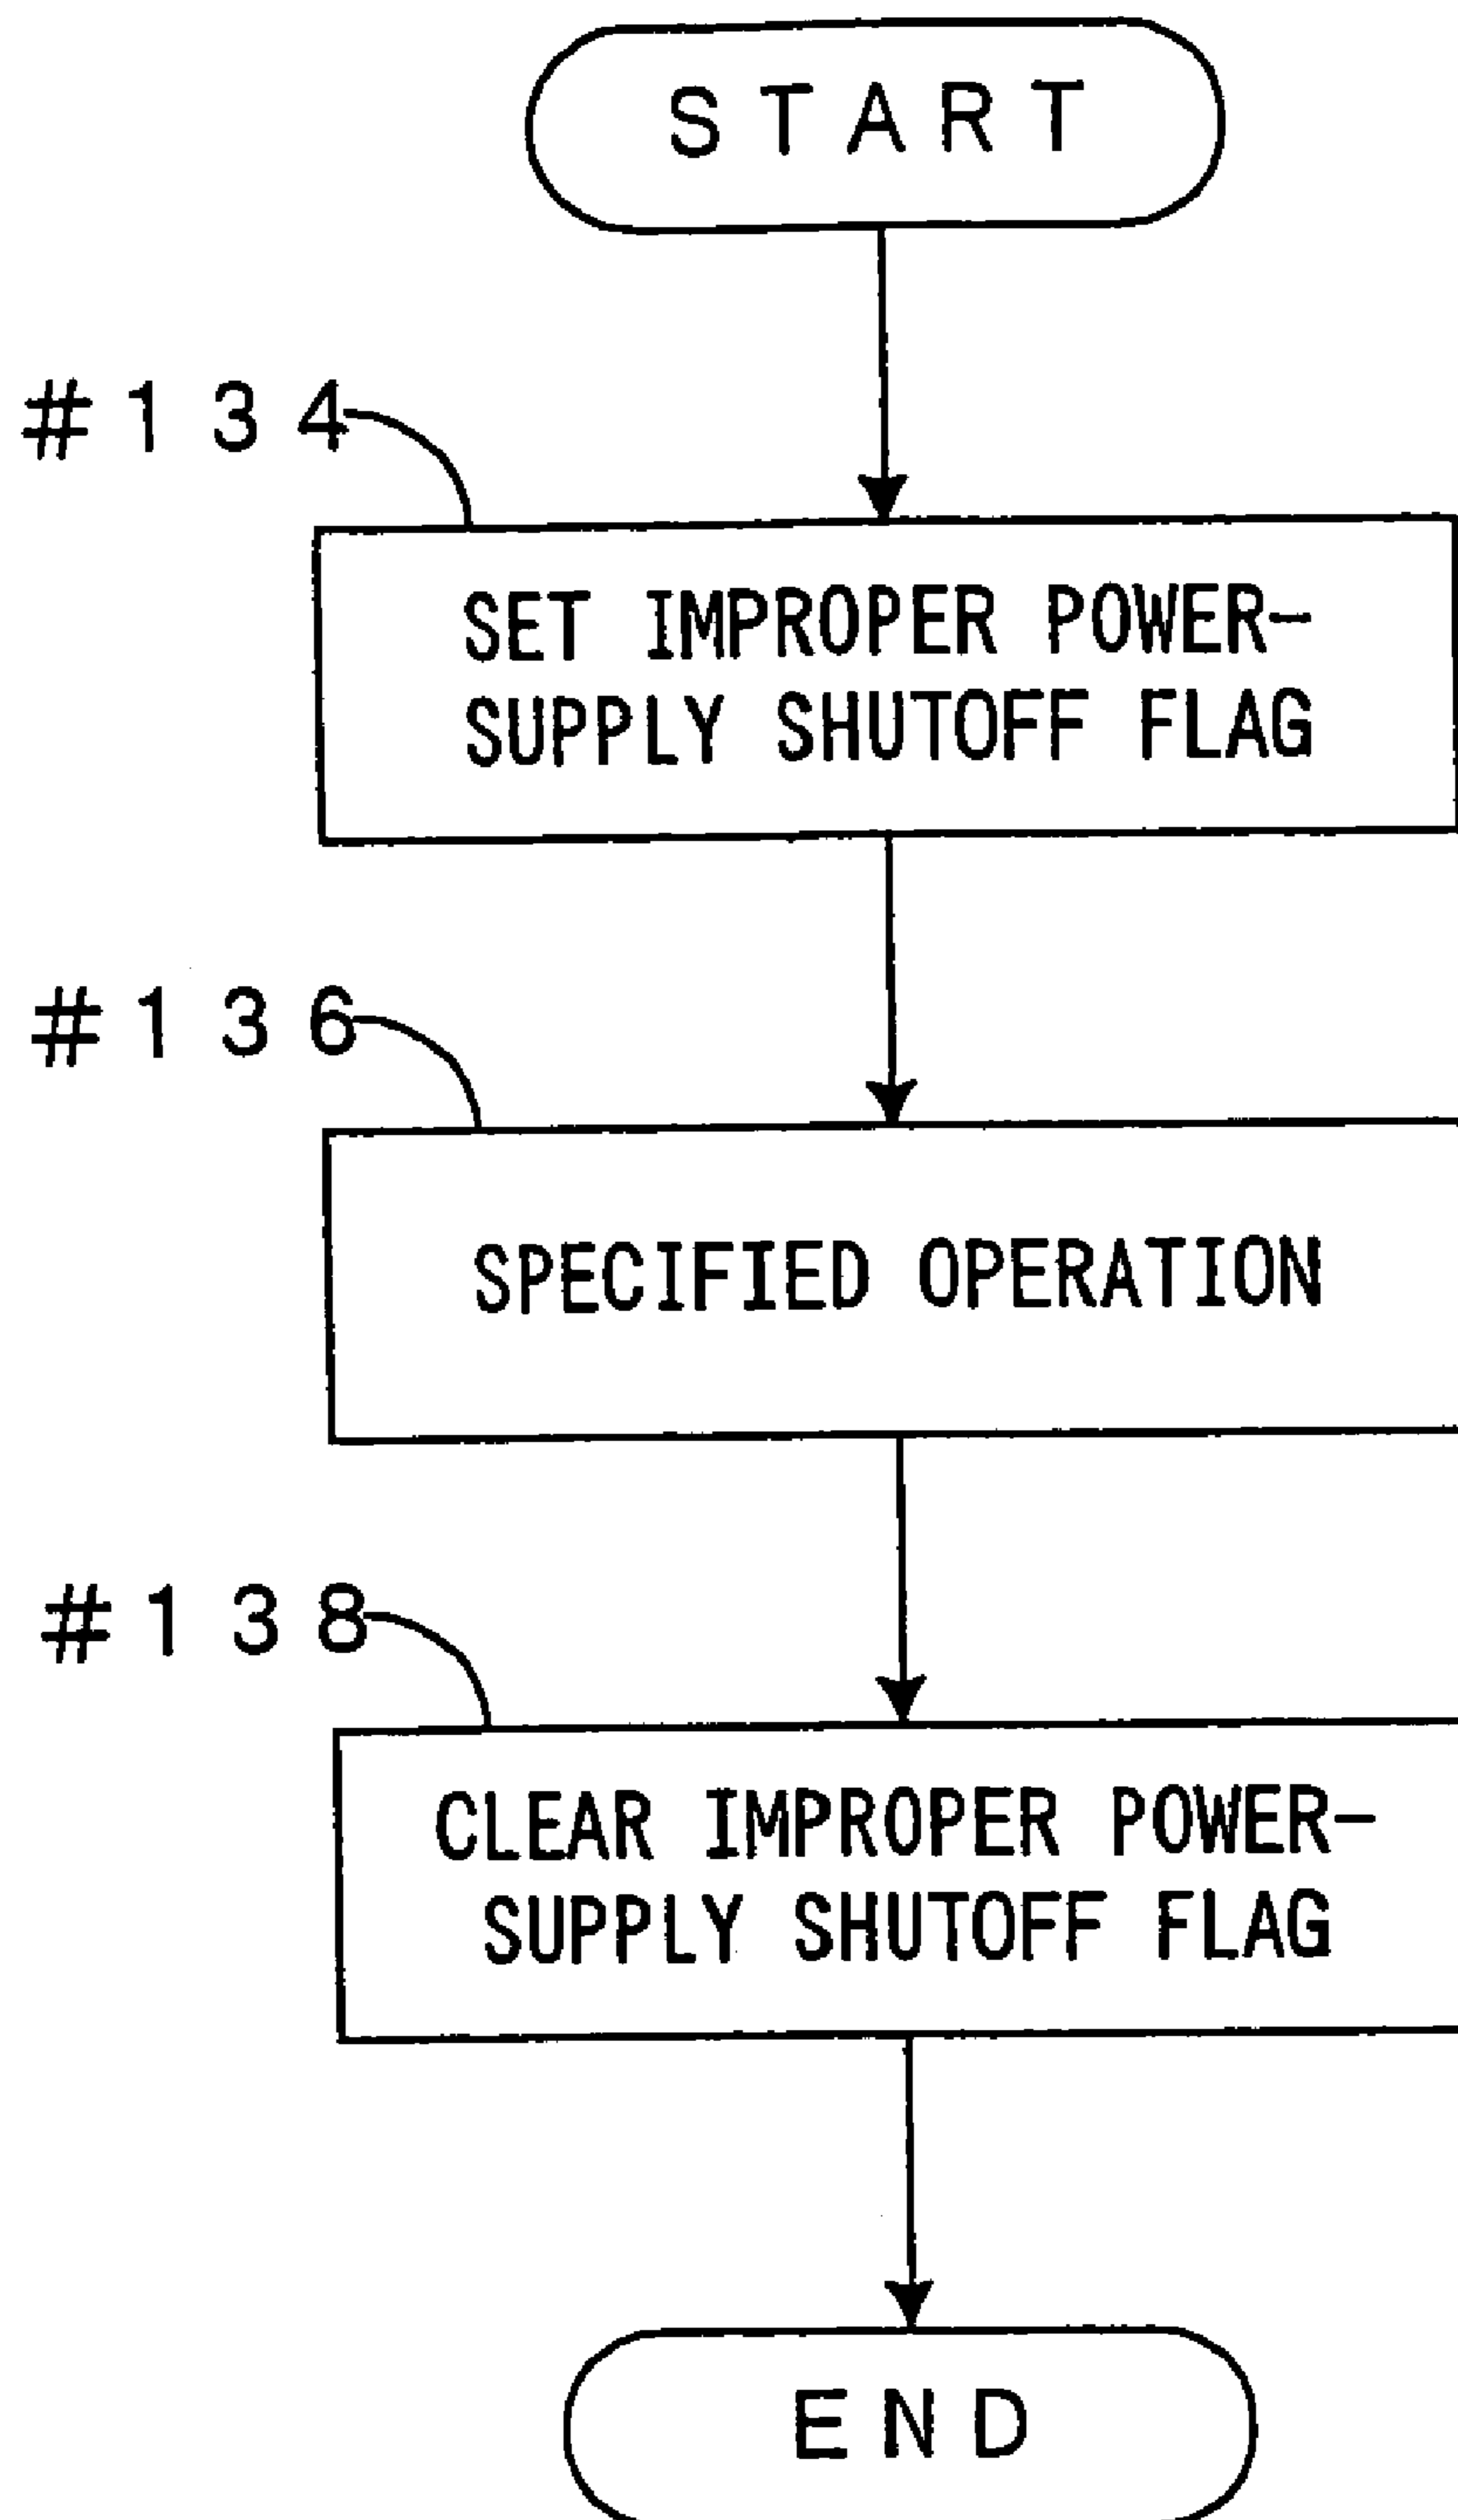 START
#134
SET IMPROPER POWER-
SUPPLY SHUTOFF FLAG
#136
SPECIFIED OPERATION
#138
CLEAR IMPROPER POWER-
SUPPLY SHUTOFF FLAG
END